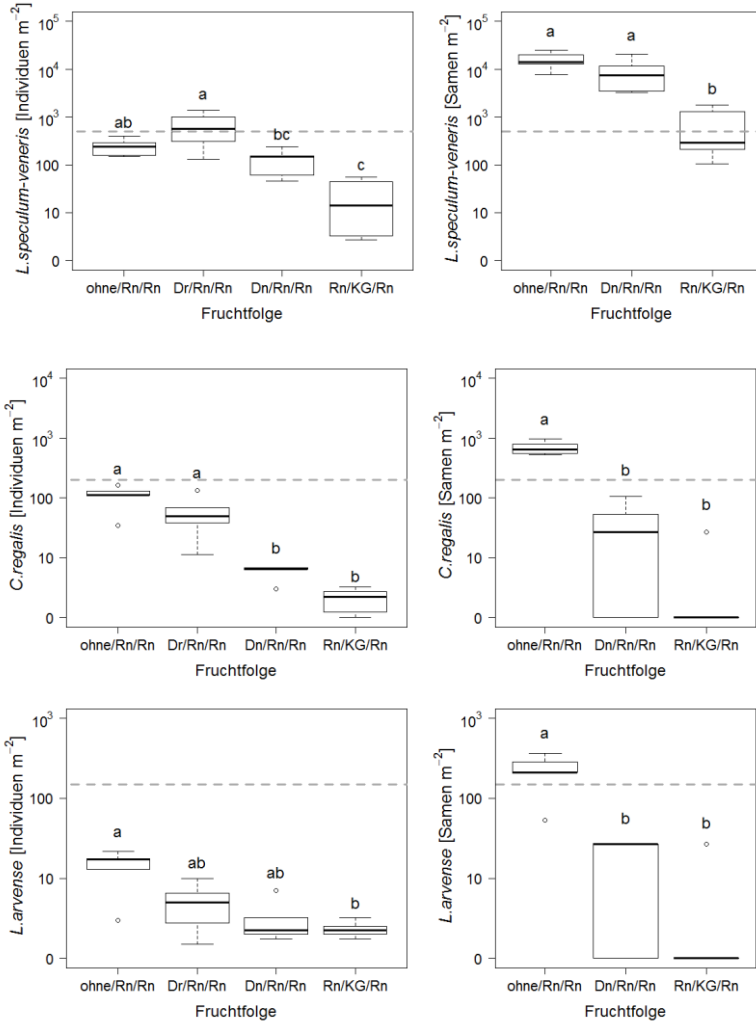 L.speculum-veneris [Individuen m⁻²]
10⁵
10⁴
10³
100
10
0
ab
a
bc
c
ohne/Rn/Rn Dr/Rn/Rn Dn/Rn/Rn Rn/KG/Rn
Fruchtfolge
L.speculum-veneris [Samen m⁻²]
10⁵
10⁴
10³
100
10
0
a
a
b
ohne/Rn/Rn Dn/Rn/Rn Rn/KG/Rn
Fruchtfolge
C.regalis [Individuen m⁻²]
10⁴
10³
100
10
0
a
a
b
b
ohne/Rn/Rn Dr/Rn/Rn Dn/Rn/Rn Rn/KG/Rn
Fruchtfolge
C.regalis [Samen m⁻²]
10⁴
10³
100
10
0
a
b
b
ohne/Rn/Rn Dn/Rn/Rn Rn/KG/Rn
Fruchtfolge
L.arvense [Individuen m⁻²]
10³
100
10
0
a
ab
ab
b
ohne/Rn/Rn Dr/Rn/Rn Dn/Rn/Rn Rn/KG/Rn
Fruchtfolge
L.arvense [Samen m⁻²]
10³
100
10
0
a
b
b
ohne/Rn/Rn Dn/Rn/Rn Rn/KG/Rn
Fruchtfolge